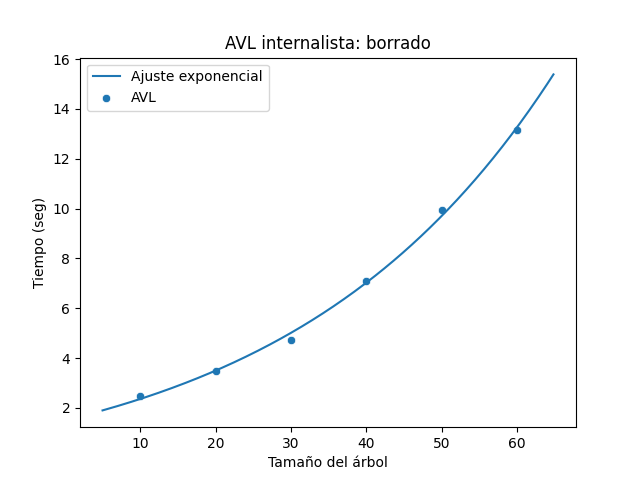 AVL internalista: borrado
Ajuste exponencial
AVL
Tiempo (seg)
16
14
12
10
8
6
4
2
10 20 30 40 50 60
Tamaño del árbol